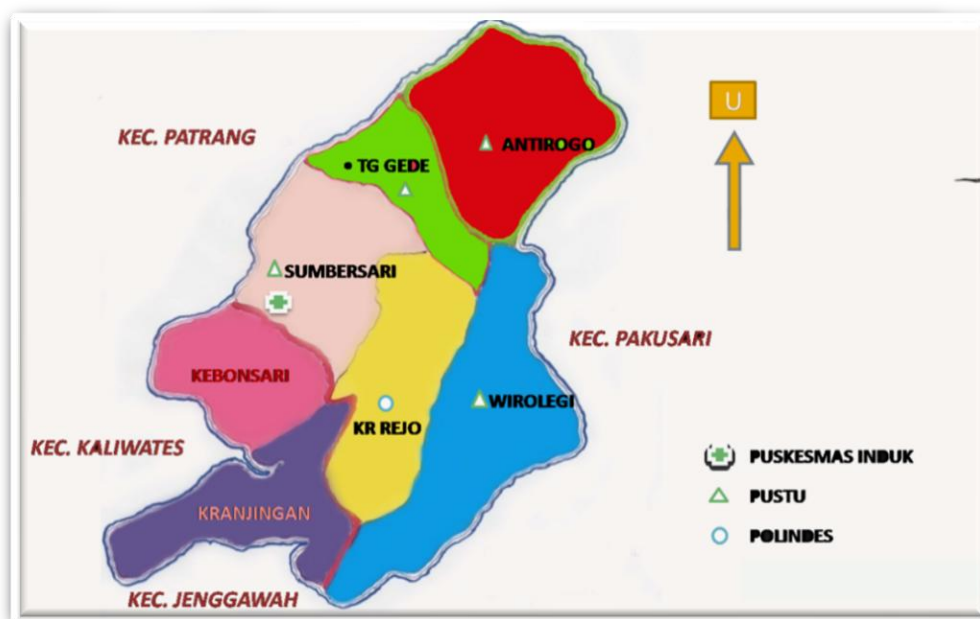 U
KEC. PATRANG
ANTIROGO
TG GEDE
SUMBERSARI
KEC. PAKUSARI
KEBONSARI
WIROLEGI
KR REJO
KEC. KALIWATES
PUSKESMAS INDUK
PUSTU
KRANJINGAN
POLINDES
KEC. JENGGAWAH